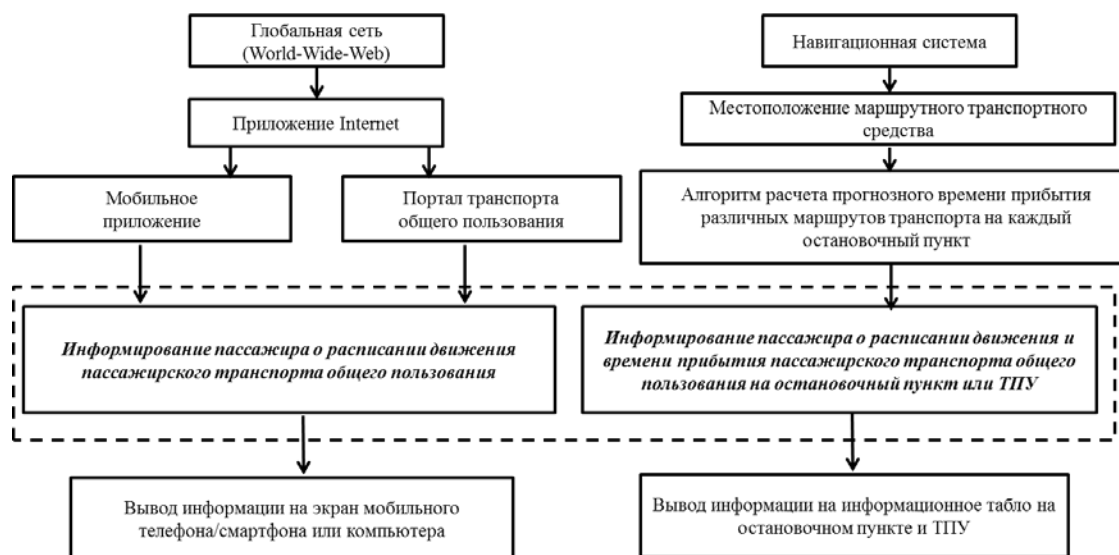 Глобальная сеть
(World-Wide-Web)
Навигационная система
Приложение Internet
Местоположение маршрутного транспортного
средства
Мобильное
приложение
Портал транспорта
общего пользования
Алгоритм расчета прогнозного времени прибытия
различных маршрутов транспорта на каждый
остановочный пункт
Информирование пассажира о расписании движения
пассажирского транспорта общего пользования
Информирование пассажира о расписании движения и
времени прибытия пассажирского транспорта общего
пользования на остановочный пункт или ТПУ
Вывод информации на экран мобильного
телефона/смартфона или компьютера
Вывод информации на информационное табло на
остановочном пункте и ТПУ